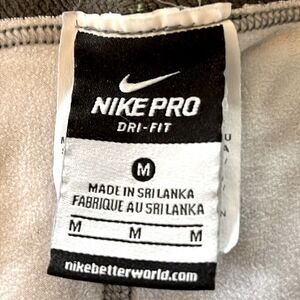 NIKE PRO
DRI-FIT
M
MADE IN SRI LANKA
FABRIQUE AU SRI LANKA
M M M
nikebetterworld.com